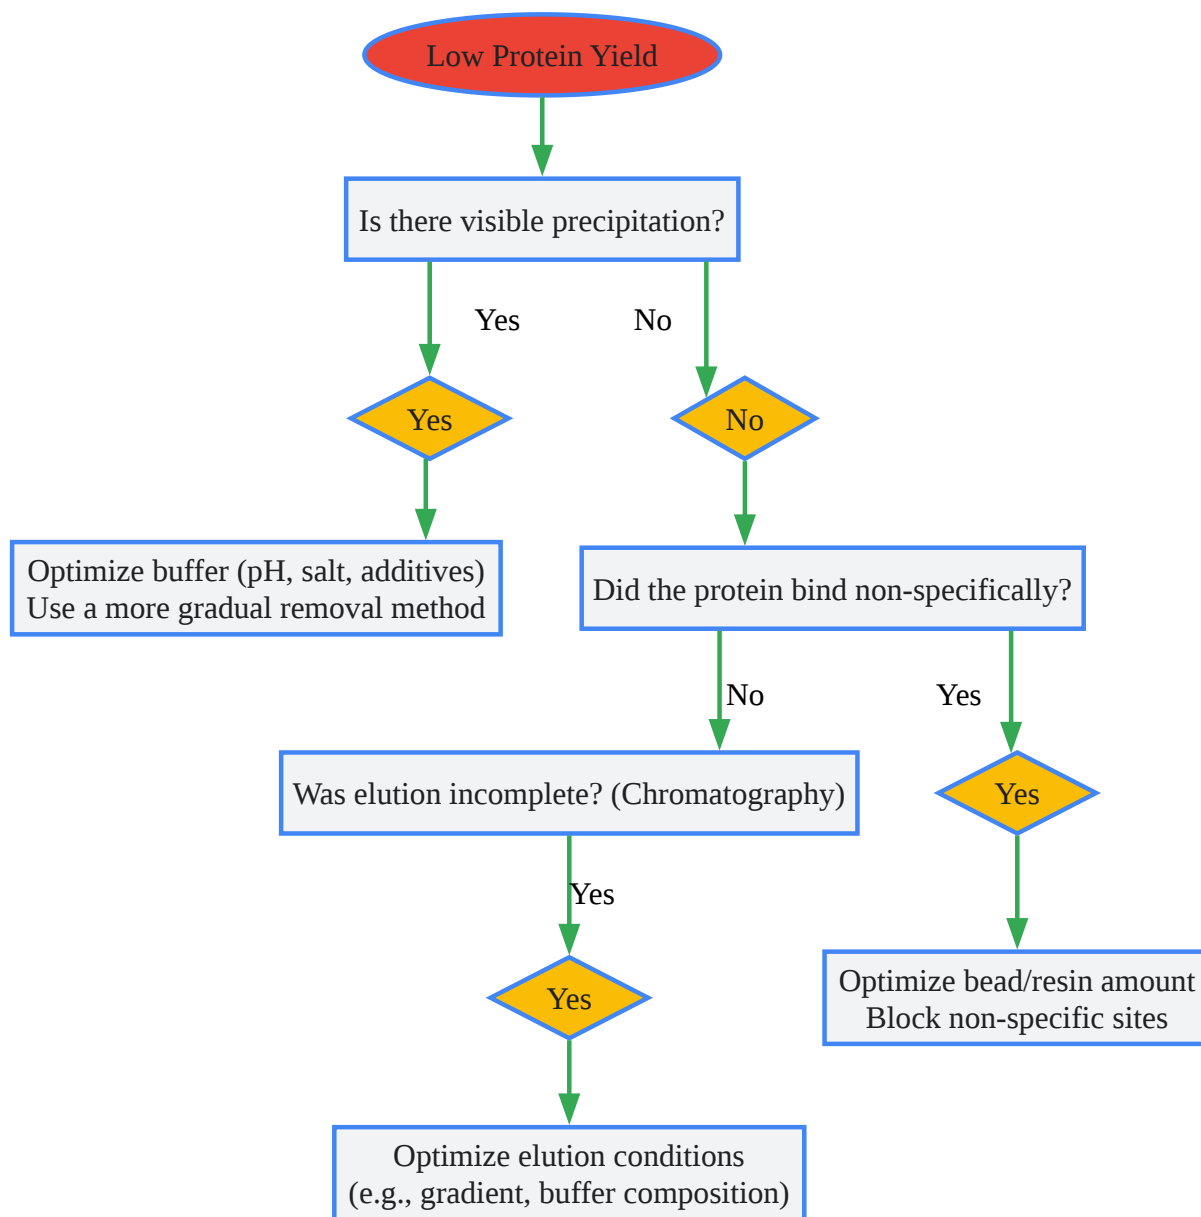 Low Protein Yield
Is there visible precipitation?
Yes
No
Yes
No
Optimize buffer (pH, salt, additives)
Use a more gradual removal method
Did the protein bind non-specifically?
No
Yes
Was elution incomplete? (Chromatography)
Yes
Yes
Yes
Optimize bead/resin amount
Block non-specific sites
Optimize elution conditions
(e.g., gradient, buffer composition)